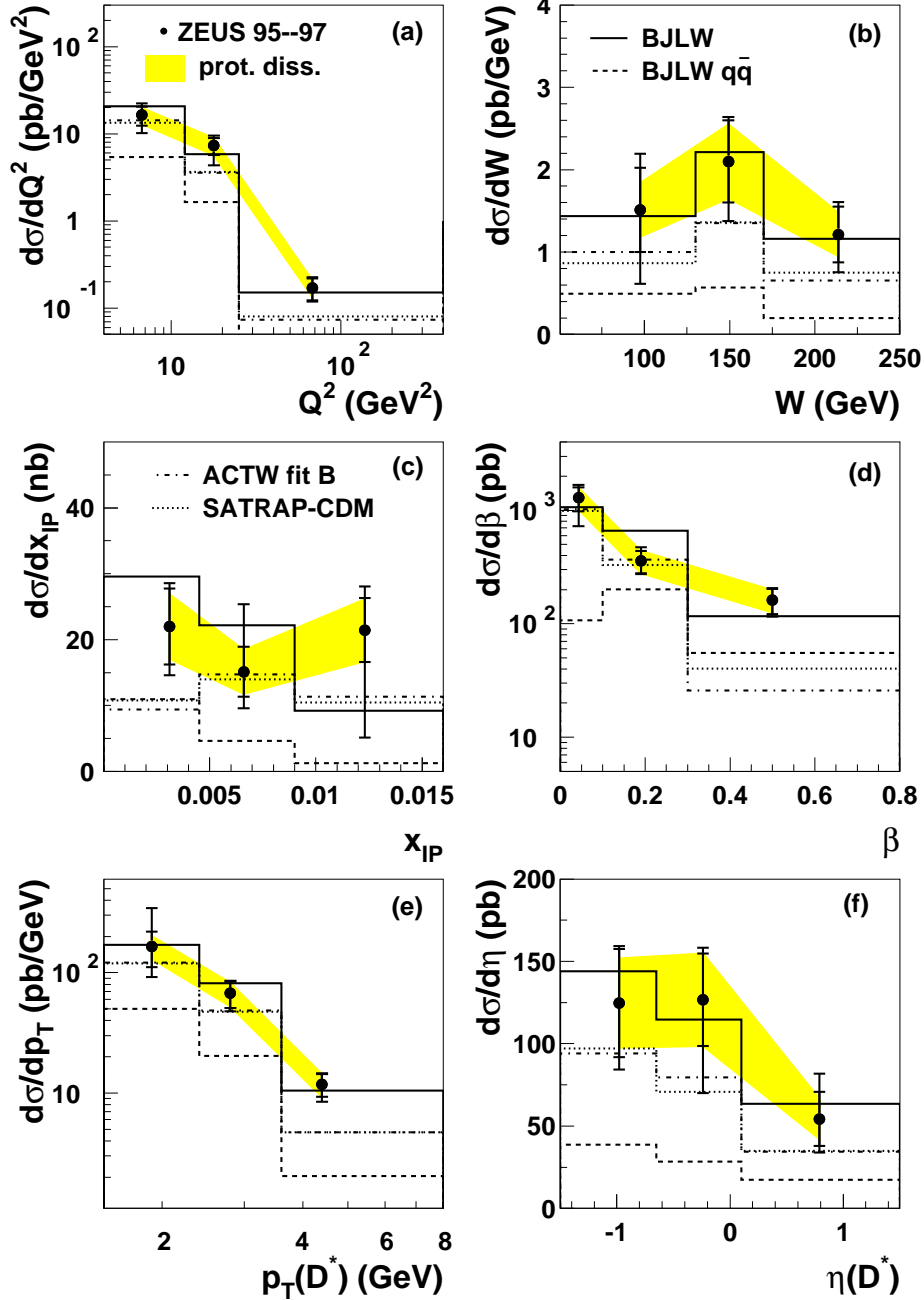 dσ/dQ² (pb/GeV²)
10²
10
1
10⁻¹
ZEUS 95--97
prot. diss.
(a)
10
10²
Q² (GeV²)
dσ/dW (pb/GeV)
6
4
2
0
BJLW
BJLW qq̄
(b)
100
150
200
250
W (GeV)
dσ/dx_IP (nb)
40
20
0
ACTW fit B
SATRAP-CDM
(c)
0.005
0.01
0.015
x_IP
dσ/dβ (pb)
10³
10²
10
(d)
0
0.2
0.4
0.6
0.8
β
dσ/dp_T (pb/GeV)
10²
10
(e)
2
4
6
8
p_T(D*) (GeV)
dσ/dη (pb)
200
150
100
50
0
(f)
-1
0
1
η(D*)